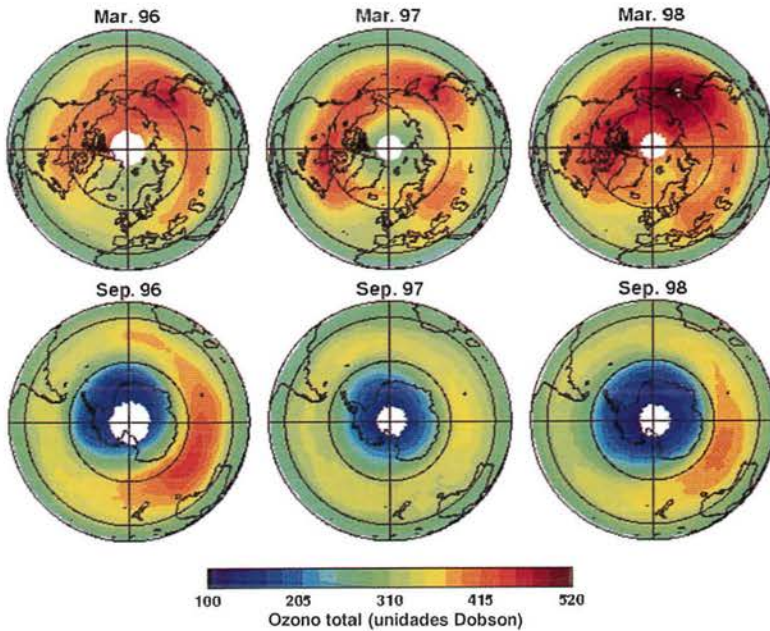 Mar. 96 Mar. 97 Mar. 98
Sep. 96 Sep. 97 Sep. 98
100 205 310 415 520
Ozono total (unidades Dobson)